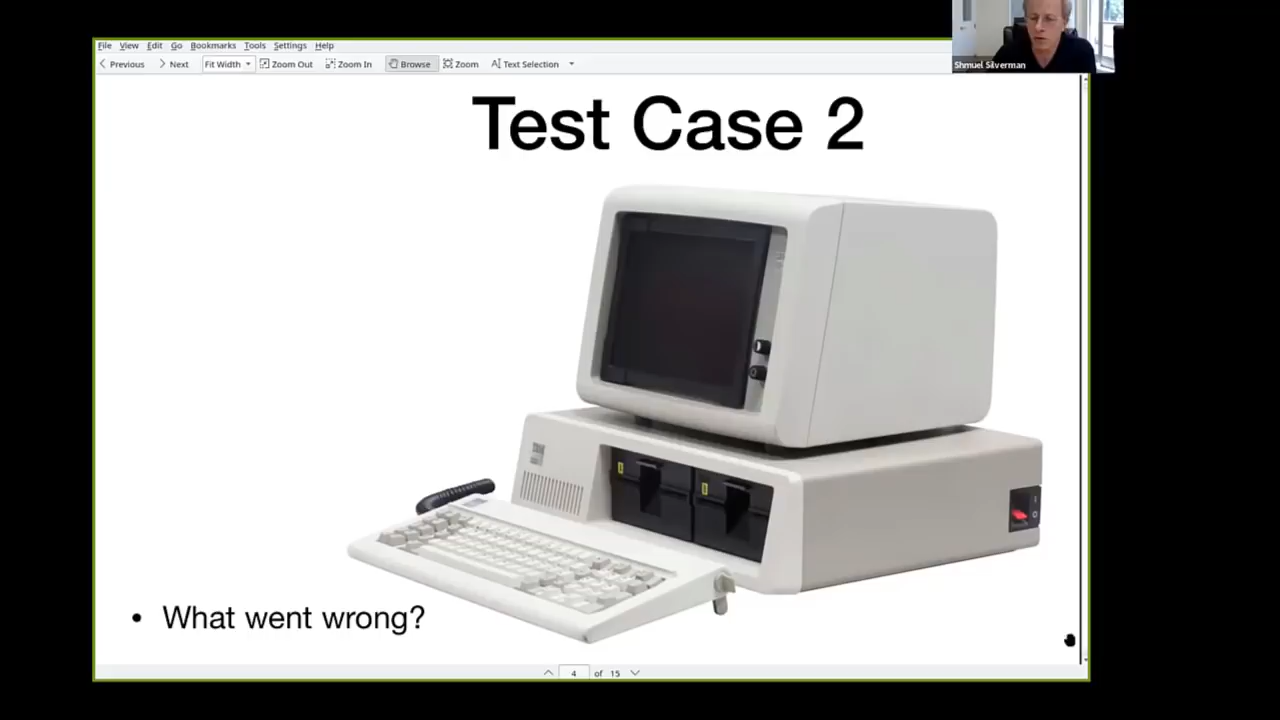 File View Edit Go Bookmarks Tools Settings Help
Previous Next Fit Width Zoom Out Zoom In Browse Zoom Text Selection
Shmuel Silverman
Test Case 2
IBM
• What went wrong?
4 of 15